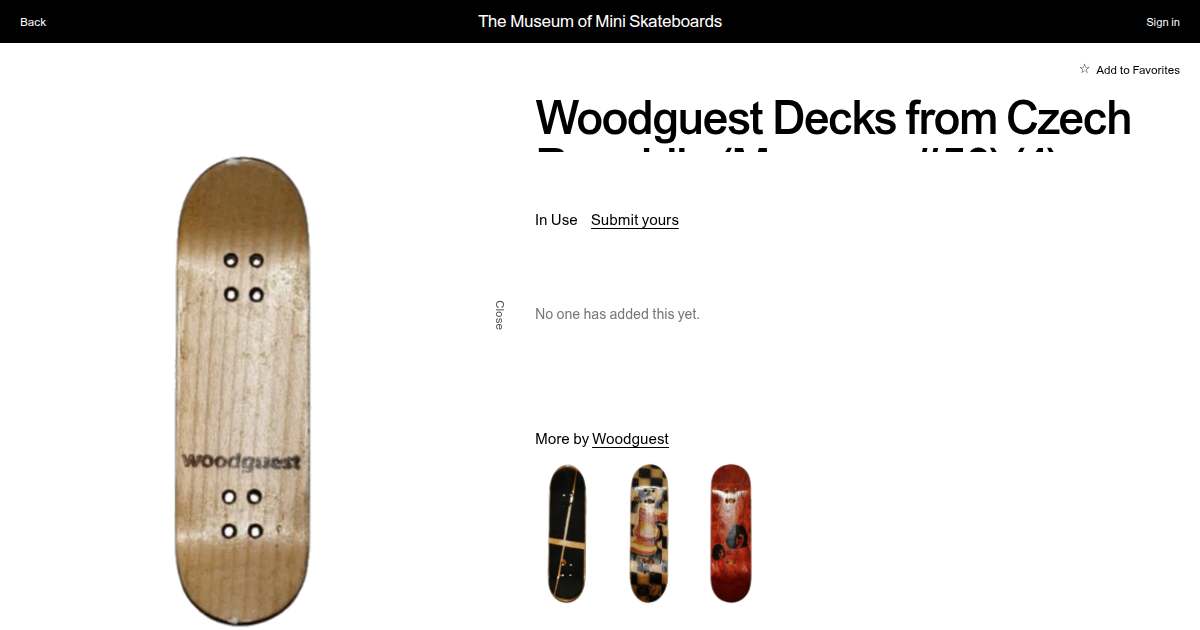 Back
The Museum of Mini Skateboards
Sign in
☆ Add to Favorites
Woodguest Decks from Czech
In Use Submit yours
Close
No one has added this yet.
woodguest
More by Woodguest